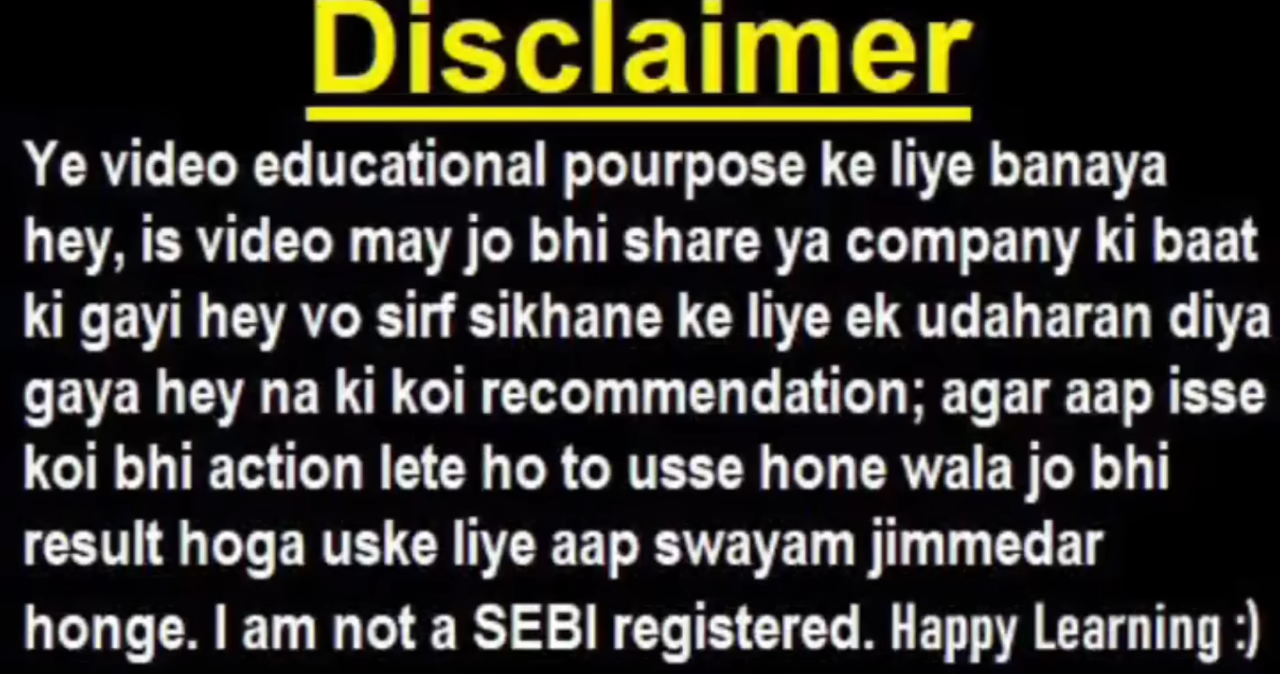 Disclaimer
Ye video educational pourpose ke liye banaya
hey, is video may jo bhi share ya company ki baat
ki gayi hey vo sirf sikhane ke liye ek udaharan diya
gaya hey na ki koi recommendation; agar aap isse
koi bhi action lete ho to usse hone wala jo bhi
result hoga uske liye aap swayam jimmedar
honge. I am not a SEBI registered. Happy Learning :)